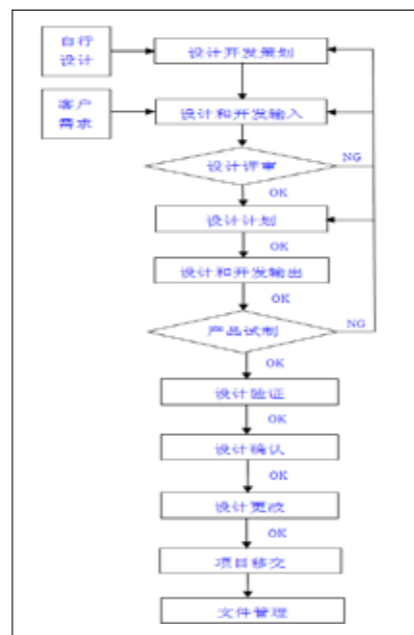 自行
设计
设计开发策划
客户
需求
设计和开发输入
设计评审
NG
OK
设计计划
OK
设计和开发输出
OK
产品试制
NG
OK
设计验证
OK
设计确认
OK
设计更改
OK
项目移交
文件管理